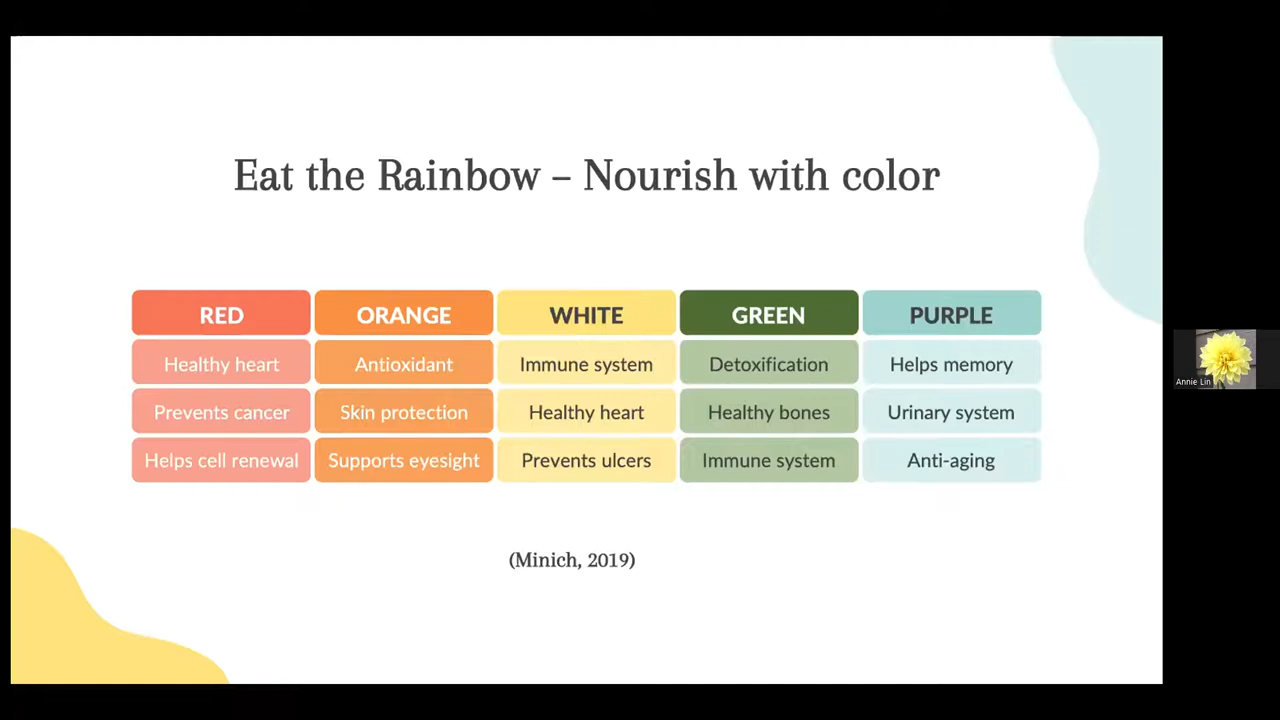 Eat the Rainbow – Nourish with color
RED ORANGE WHITE GREEN PURPLE
Healthy heart Antioxidant Immune system Detoxification Helps memory
Prevents cancer Skin protection Healthy heart Healthy bones Urinary system
Helps cell renewal Supports eyesight Prevents ulcers Immune system Anti-aging
(Minich, 2019)
Annie Lin